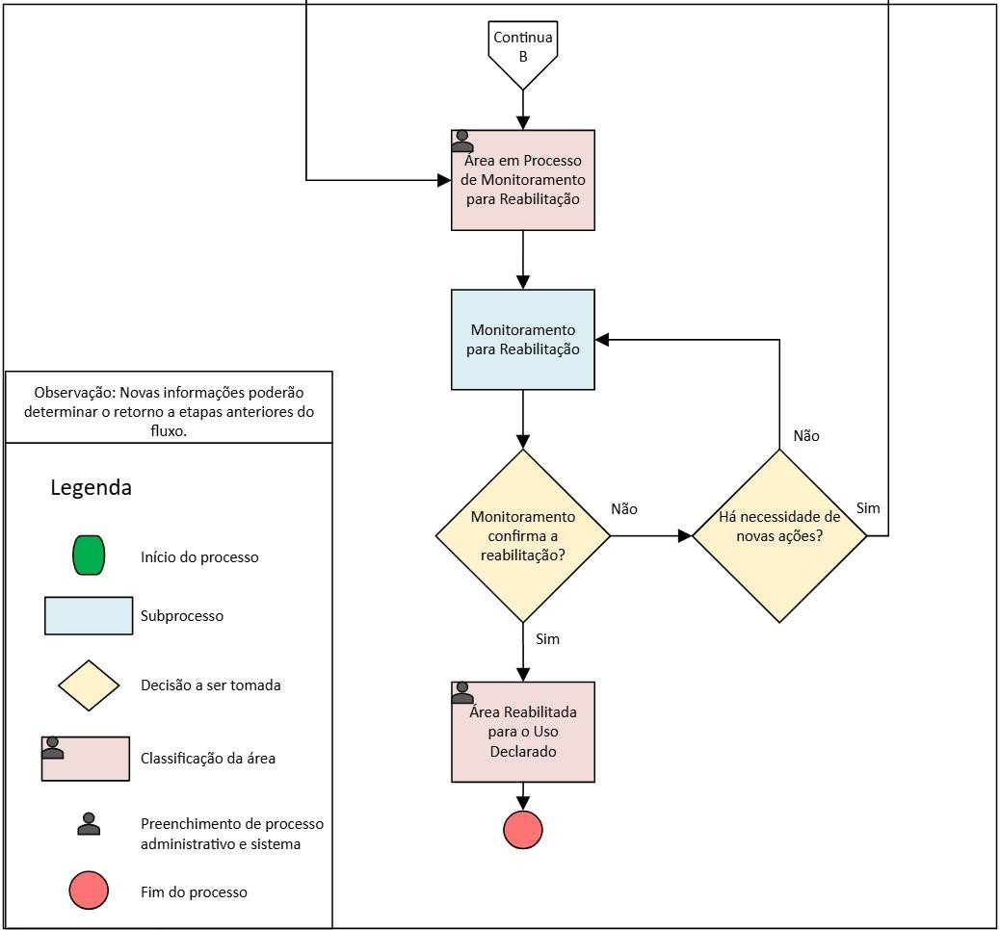 Continua
B
Área em Processo
de Monitoramento
para Reabilitação
Monitoramento
para Reabilitação
Não
Monitoramento
confirma a
reabilitação?
Não
Há necessidade de
novas ações?
Sim
Sim
Área Reabilitada
para o Uso
Declarado
Observação: Novas informações poderão
determinar o retorno a etapas anteriores do
fluxo.
Legenda
Início do processo
Subprocesso
Decisão a ser tomada
Classificação da área
Preenchimento de processo
administrativo e sistema
Fim do processo